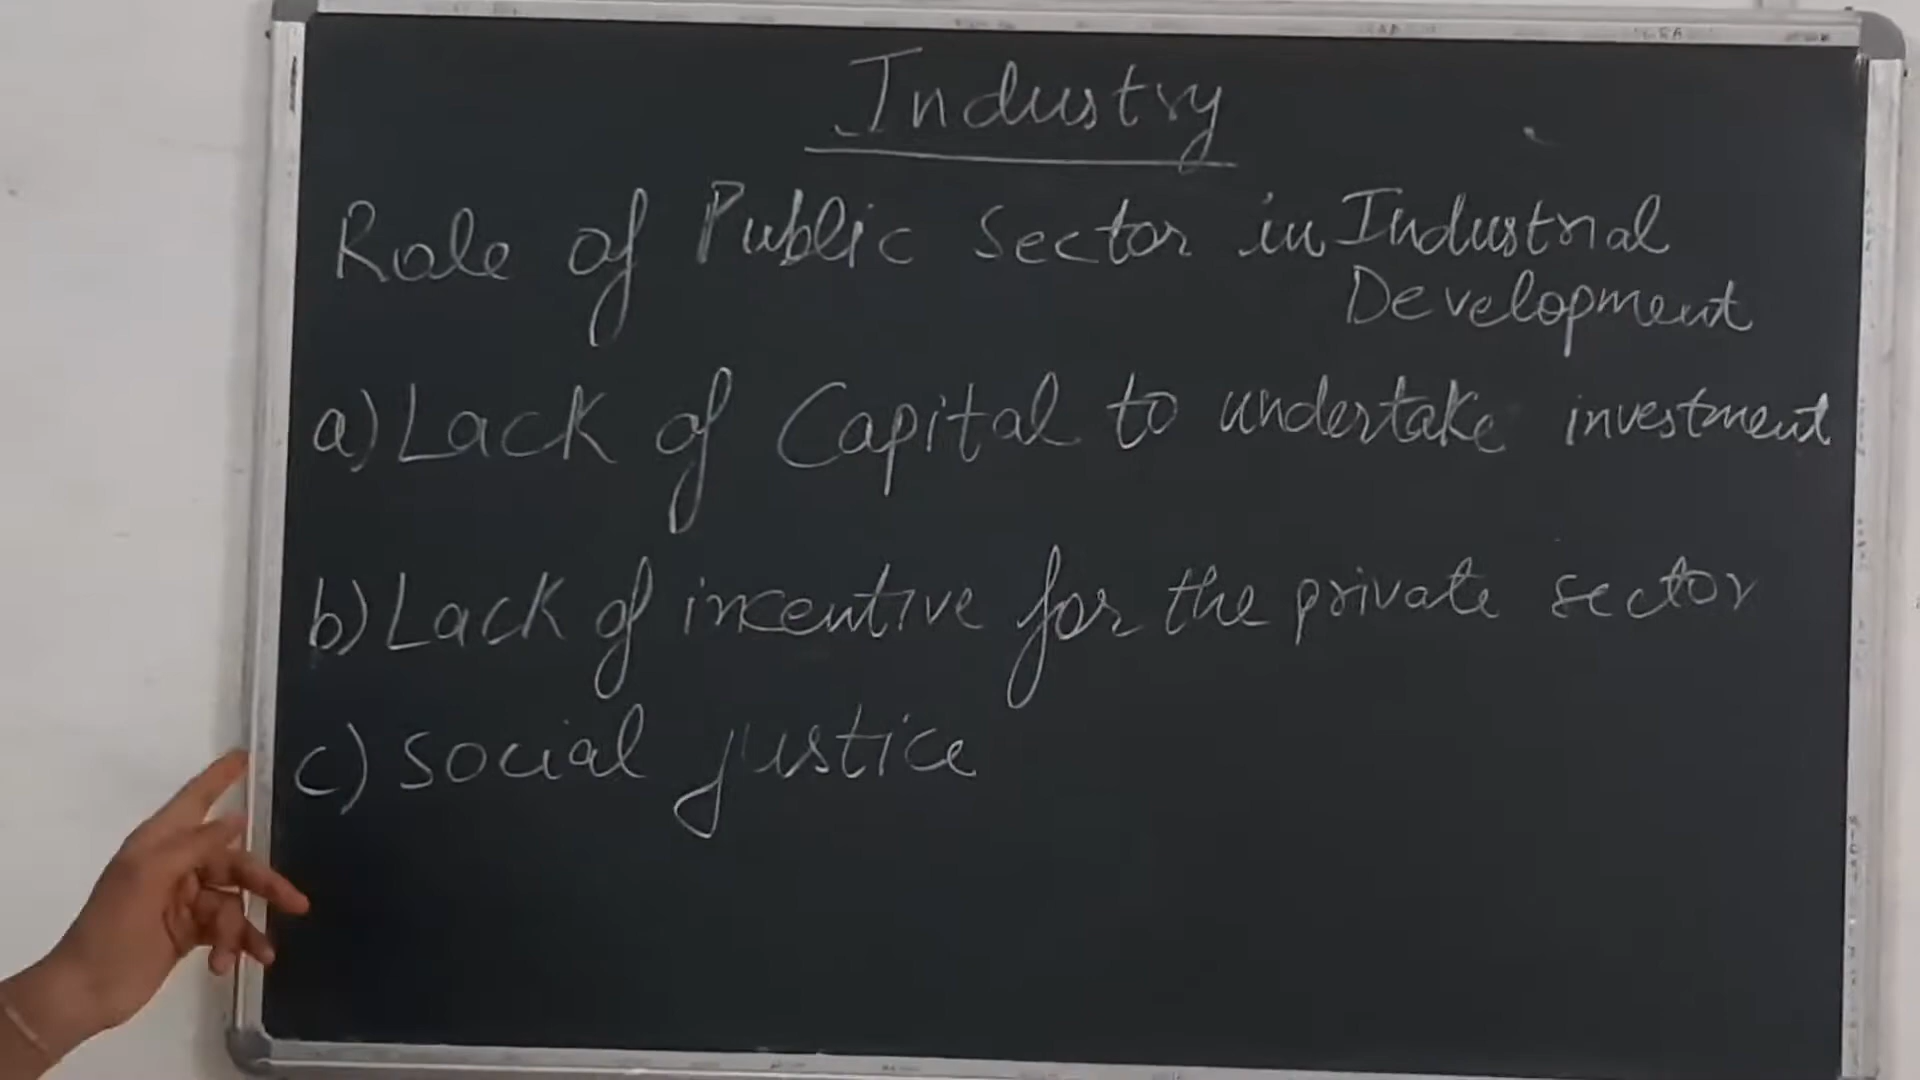 Industry
Role of Public Sector in Industrial
Development
a) Lack of Capital to undertake investment
b) Lack of incentive for the private sector
c) Social justice